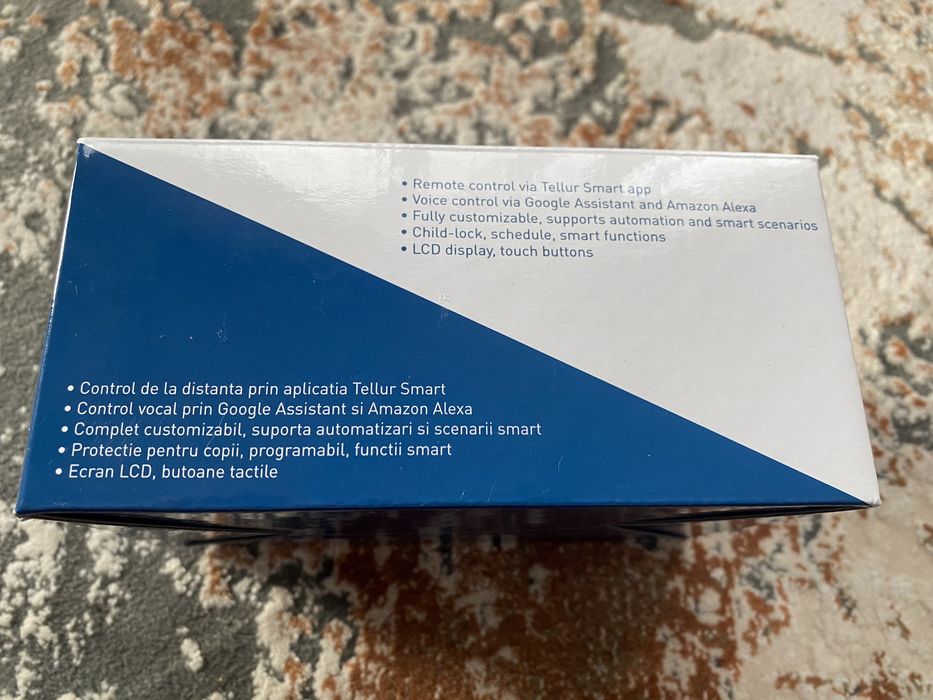 • Remote control via Tellur Smart app
• Voice control via Google Assistant and Amazon Alexa
• Fully customizable, supports automation and smart scenarios
• Child-lock, schedule, smart functions
• LCD display, touch buttons
• Control de la distanta prin aplicatia Tellur Smart
• Control vocal prin Google Assistant si Amazon Alexa
• Complet customizabil, suporta automatizari si scenarii smart
• Protectie pentru copii, programabil, functii smart
• Ecran LCD, butoane tactile